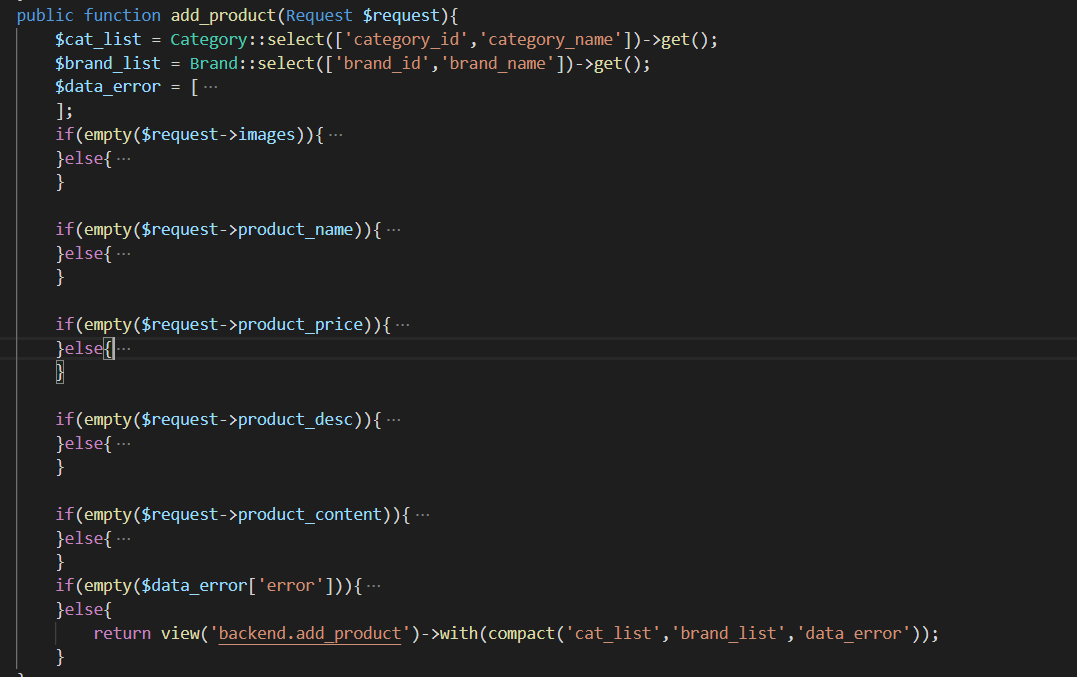 public function add_product(Request $request){
$cat_list = Category::select(['category_id','category_name'])->get();
$brand_list = Brand::select(['brand_id','brand_name'])->get();
$data_error = [ ···
];
if(empty($request->images)){ ···
}else{ ···
}
if(empty($request->product_name)){ ···
}else{ ···
}
if(empty($request->product_price)){ ···
}else{ ···
}
if(empty($request->product_desc)){ ···
}else{ ···
}
if(empty($request->product_content)){ ···
}else{ ···
}
if(empty($data_error['error'])){ ···
}else{
return view('backend.add_product')->with(compact('cat_list','brand_list','data_error'));
}